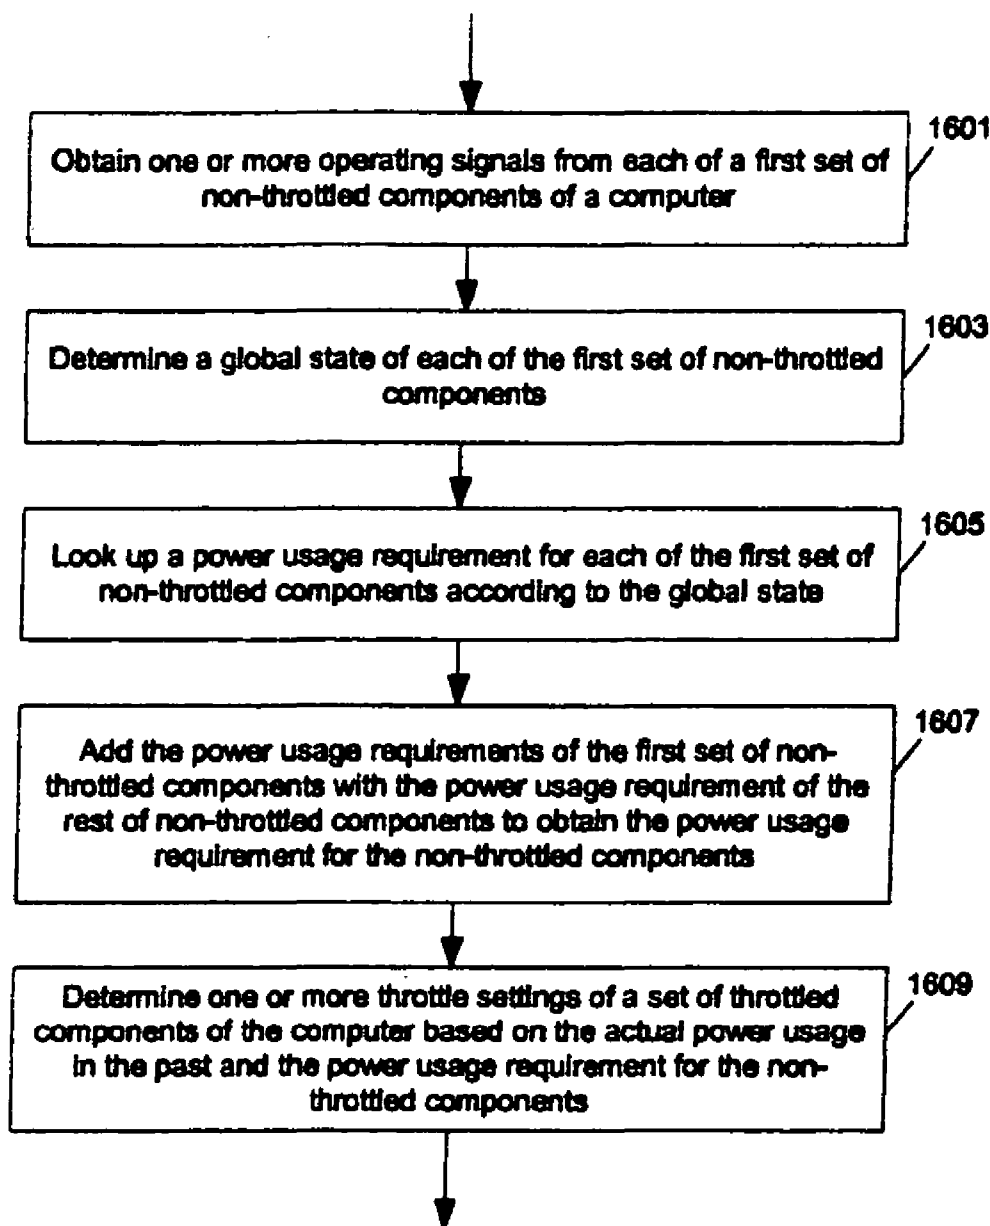 1601
Obtain one or more operating signals from each of a first set of
non-throttled components of a computer
1603
Determine a global state of each of the first set of non-throttled
components
1605
Look up a power usage requirement for each of the first set of
non-throttled components according to the global state
1607
Add the power usage requirements of the first set of non-
throttled components with the power usage requirement of the
rest of non-throttled components to obtain the power usage
requirement for the non-throttled components
1609
Determine one or more throttle settings of a set of throttled
components of the computer based on the actual power usage
in the past and the power usage requirement for the non-
throttled components